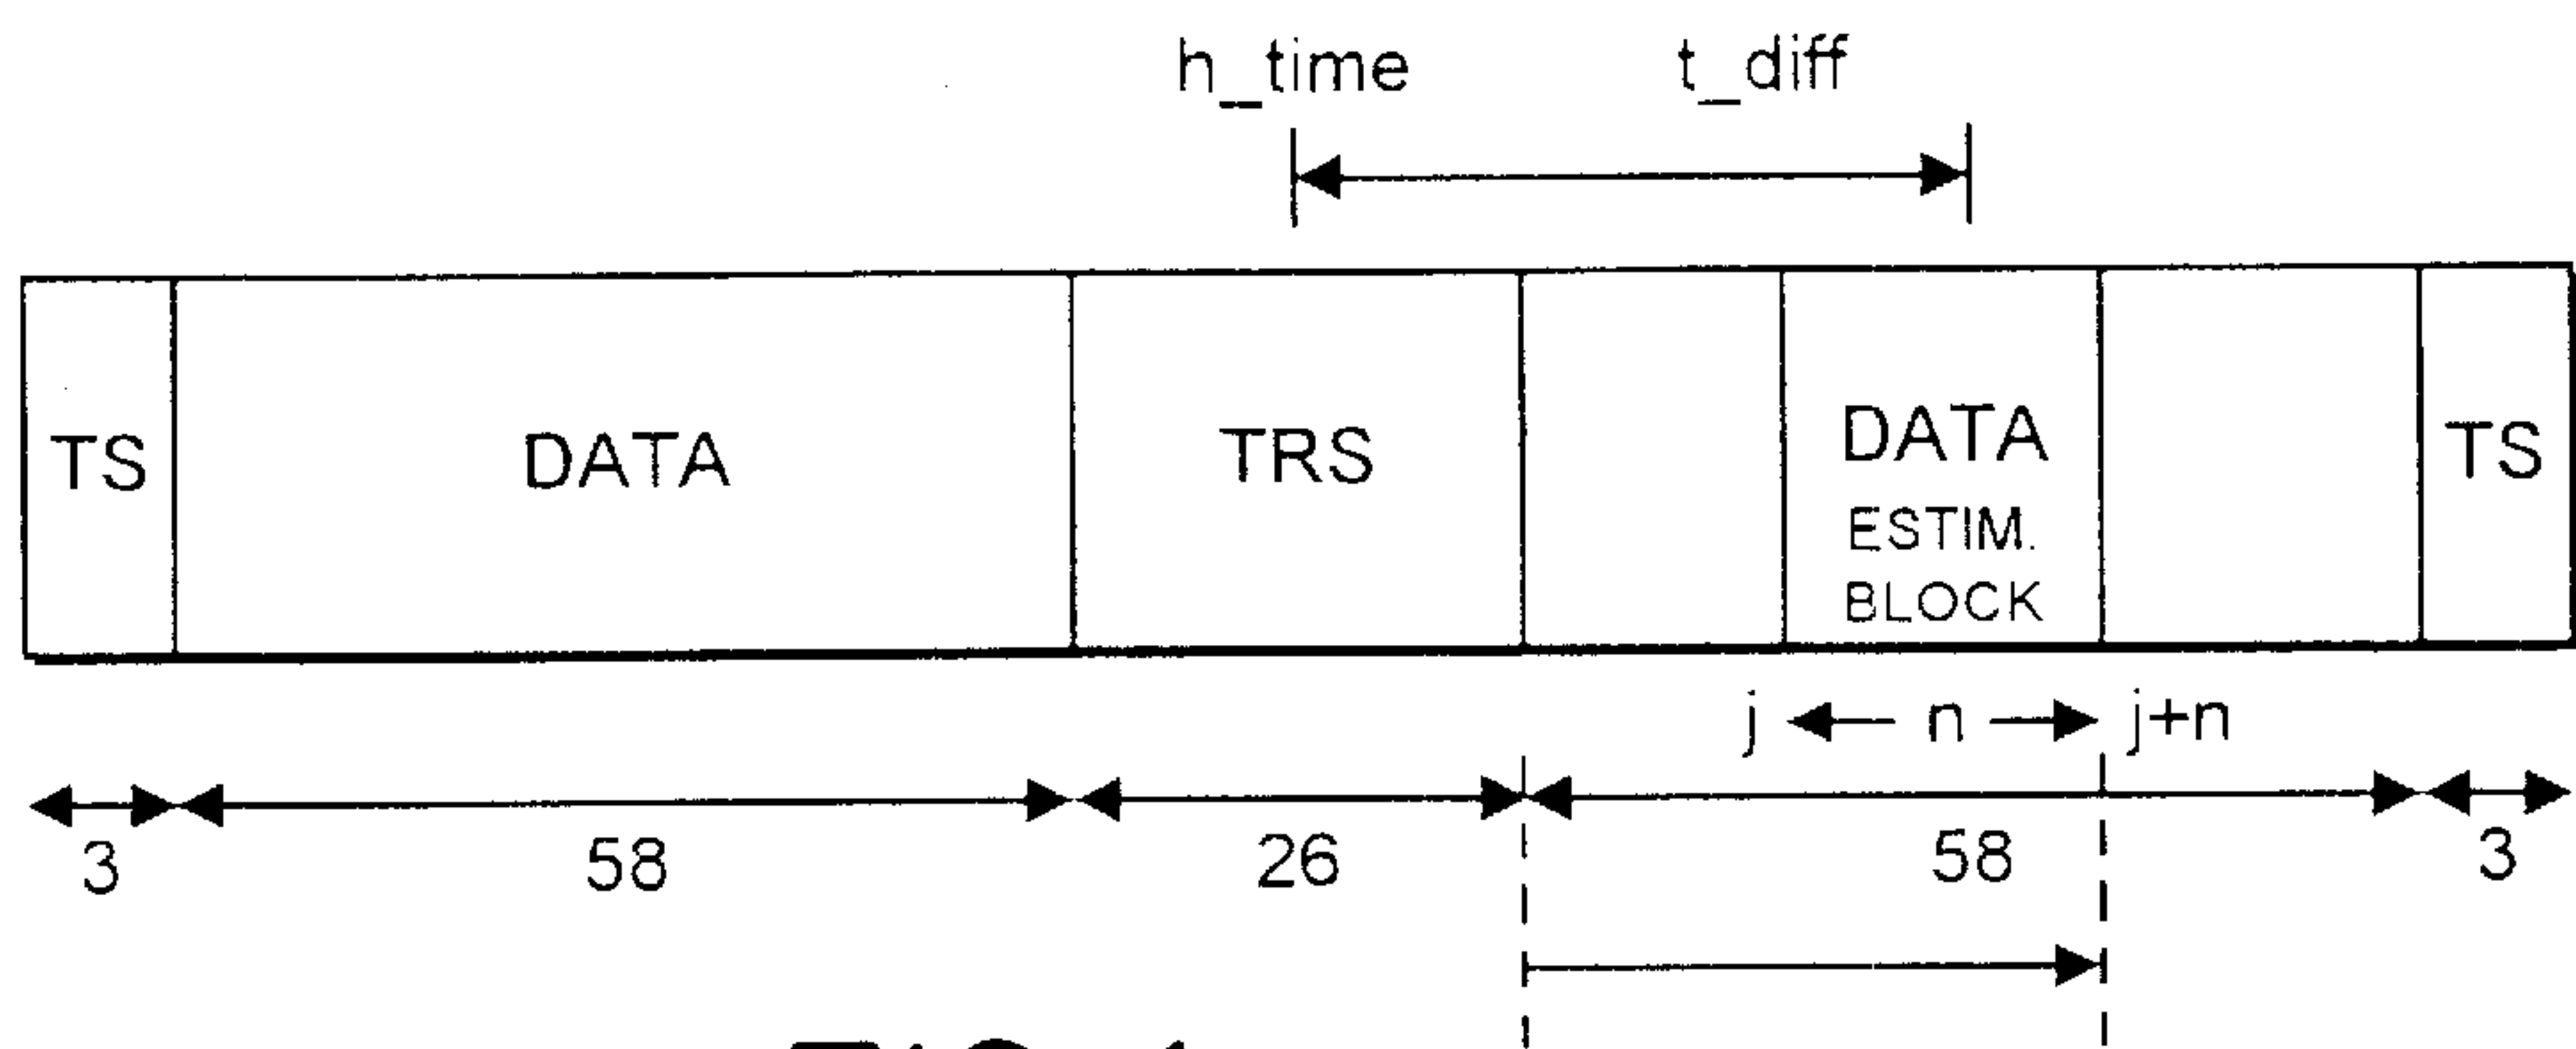 h_time t_diff
TS DATA TRS DATA TS
ESTIM.
BLOCK
j n j+n
3 58 26 58 3